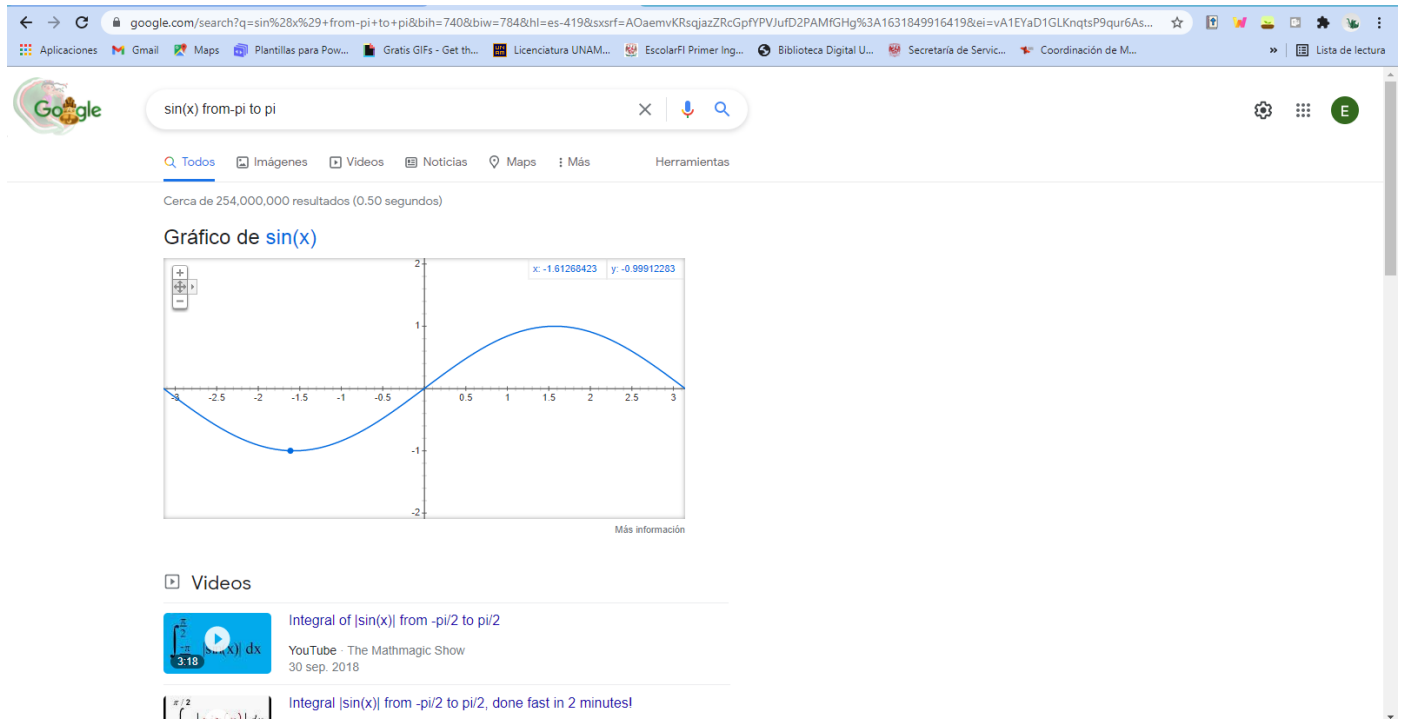 google.com/search?q=sin%28x%29+from-pi+to+pi&bih=740&biw=784&hl=es-419&sxsrf=AOaemvKRsqjazZRcGpfYPVJufD2PAMfGHg%3A1631849916419&ei=vA1EYaD1GLKnqtsP9qur6As...
Aplicaciones Gmail Maps Plantillas para Pow... Gratis GIFs - Get th... Licenciatura UNAM... EscolarFI Primer Ing... Biblioteca Digital U... Secretaría de Servic... Coordinación de M... » Lista de lectura
Google sin(x) from-pi to pi E
Todos Imágenes Videos Noticias Maps Más Herramientas
Cerca de 254,000,000 resultados (0.50 segundos)
Gráfico de sin(x)
x: -1.61268423 y: -0.99912283
2
1
-3 -2.5 -2 -1.5 -1 -0.5 0.5 1 1.5 2 2.5 3
-1
-2
Más información
Videos
Integral of |sin(x)| from -pi/2 to pi/2
YouTube · The Mathmagic Show
30 sep. 2018
3:18
Integral |sin(x)| from -pi/2 to pi/2, done fast in 2 minutes!